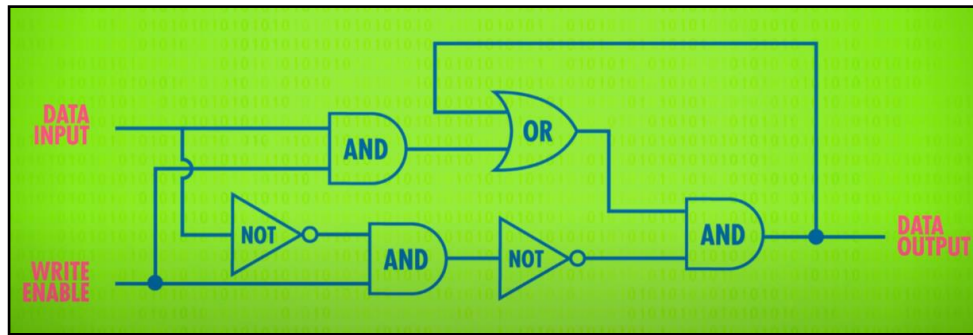 DATA
INPUT
AND
OR
NOT
AND
NOT
AND
DATA
OUTPUT
WRITE
ENABLE